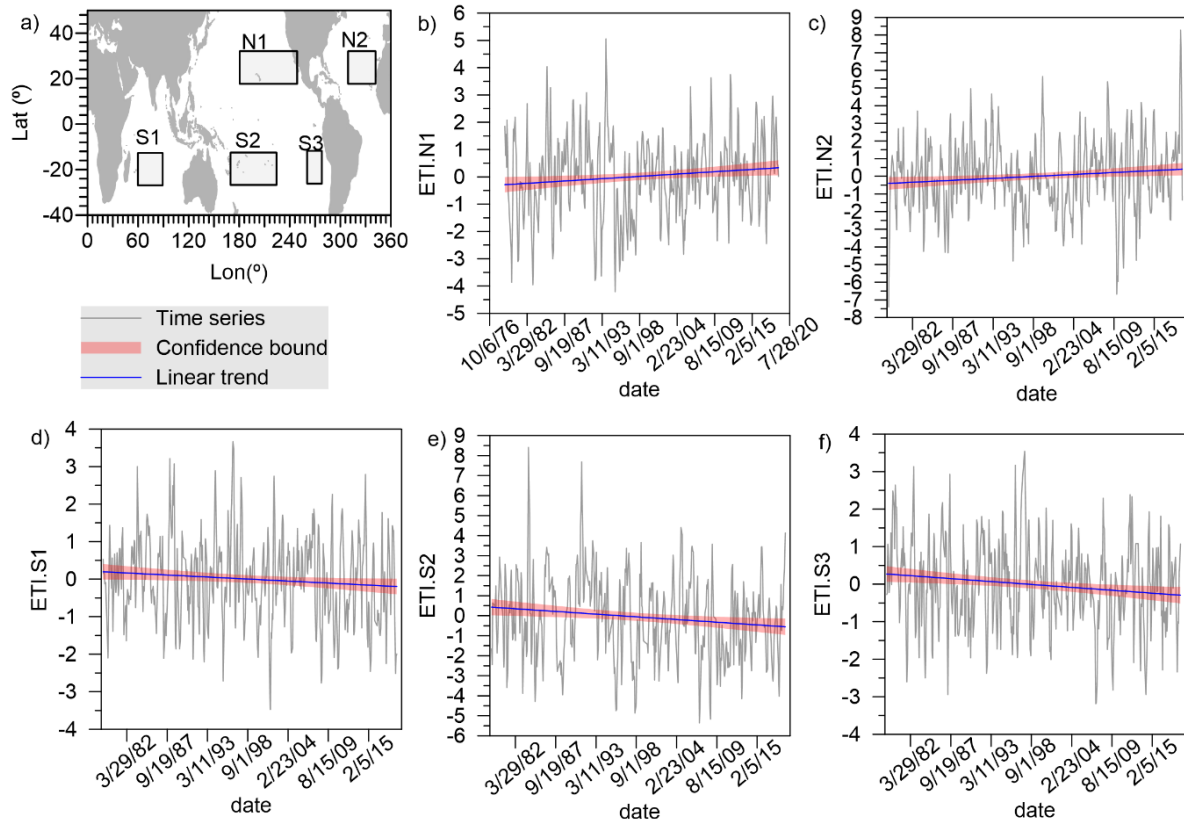 a)
N1
N2
S1
S2
S3
Lat (º)
40
20
0
-20
-40
0 60 120 180 240 300 360
Lon(º)
Time series
Confidence bound
Linear trend
b)
ETI.N1
6
5
4
3
2
1
0
-1
-2
-3
-4
-5
10/6/76 3/29/82 9/19/87 3/11/93 9/1/98 2/23/04 8/15/09 2/5/15 7/28/20
date
c)
ETI.N2
9
8
7
6
5
4
3
2
1
0
-1
-2
-3
-4
-5
-6
-7
-8
3/29/82 9/19/87 3/11/93 9/1/98 2/23/04 8/15/09 2/5/15
date
d)
ETI.S1
4
3
2
1
0
-1
-2
-3
-4
3/29/82 9/19/87 3/11/93 9/1/98 2/23/04 8/15/09 2/5/15
date
e)
ETI.S2
9
8
7
6
5
4
3
2
1
0
-1
-2
-3
-4
-5
-6
3/29/82 9/19/87 3/11/93 9/1/98 2/23/04 8/15/09 2/5/15
date
f)
ETI.S3
4
3
2
1
0
-1
-2
-3
-4
3/29/82 9/19/87 3/11/93 9/1/98 2/23/04 8/15/09 2/5/15
date